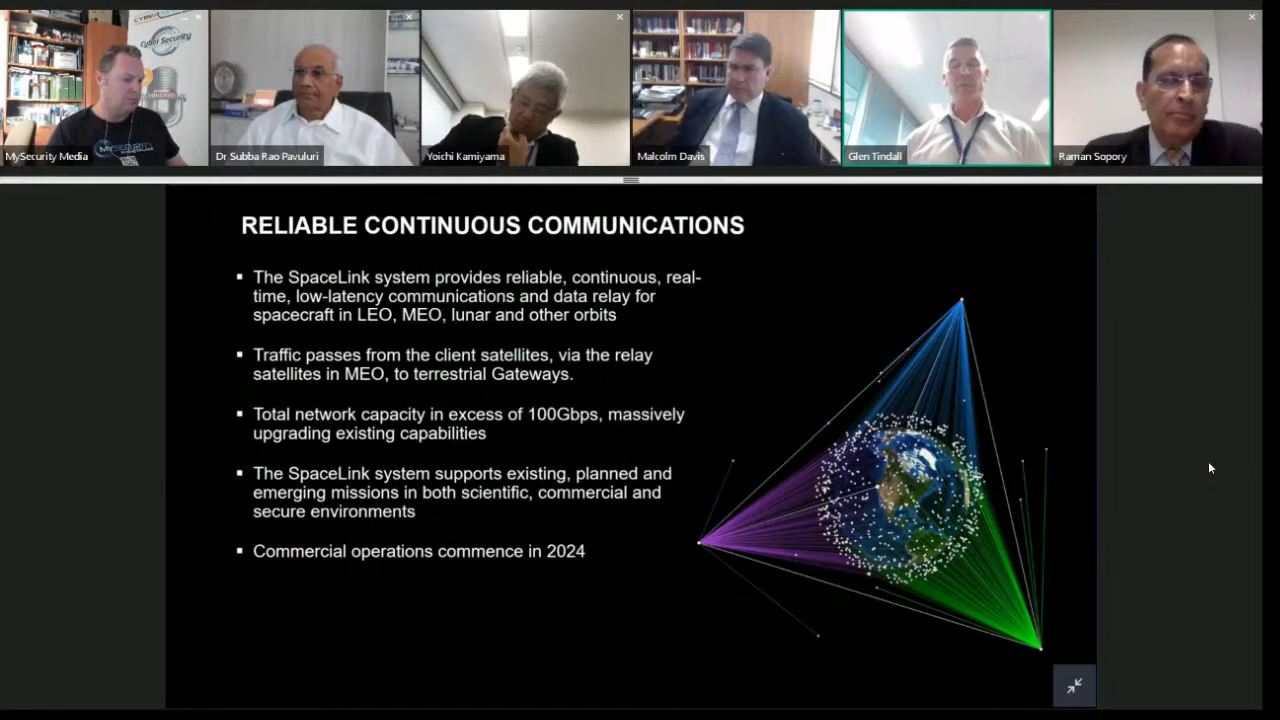 CYBER
Cyber Security
MYSECURITY
MySecurity Media
Dr Subba Rao Pavuluri
Yoichi Kamiyama
Malcolm Davis
Glen Tindall
Raman Sopory
RELIABLE CONTINUOUS COMMUNICATIONS
▪ The SpaceLink system provides reliable, continuous, real-
time, low-latency communications and data relay for
spacecraft in LEO, MEO, lunar and other orbits
▪ Traffic passes from the client satellites, via the relay
satellites in MEO, to terrestrial Gateways.
▪ Total network capacity in excess of 100Gbps, massively
upgrading existing capabilities
▪ The SpaceLink system supports existing, planned and
emerging missions in both scientific, commercial and
secure environments
▪ Commercial operations commence in 2024